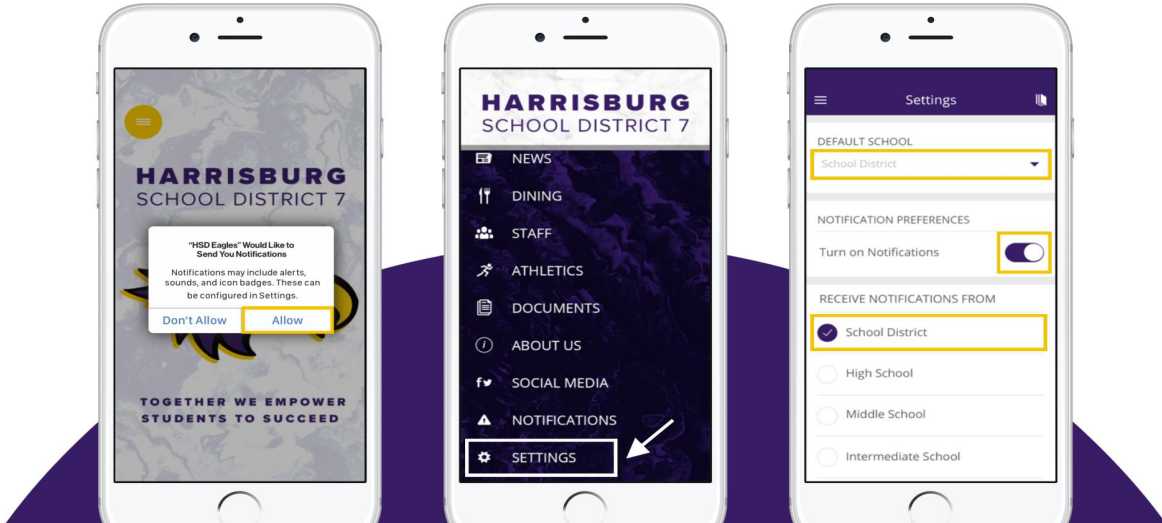 HARRISBURG
SCHOOL DISTRICT 7
"HSD Eagles" Would Like to
Send You Notifications
Notifications may include alerts,
sounds, and icon badges. These can
be configured in Settings.
Don't Allow
Allow
TOGETHER WE EMPOWER
STUDENTS TO SUCCEED
HARRISBURG
SCHOOL DISTRICT 7
NEWS
DINING
STAFF
ATHLETICS
DOCUMENTS
ABOUT US
SOCIAL MEDIA
NOTIFICATIONS
SETTINGS
Settings
DEFAULT SCHOOL
School District
NOTIFICATION PREFERENCES
Turn on Notifications
RECEIVE NOTIFICATIONS FROM
School District
High School
Middle School
Intermediate School